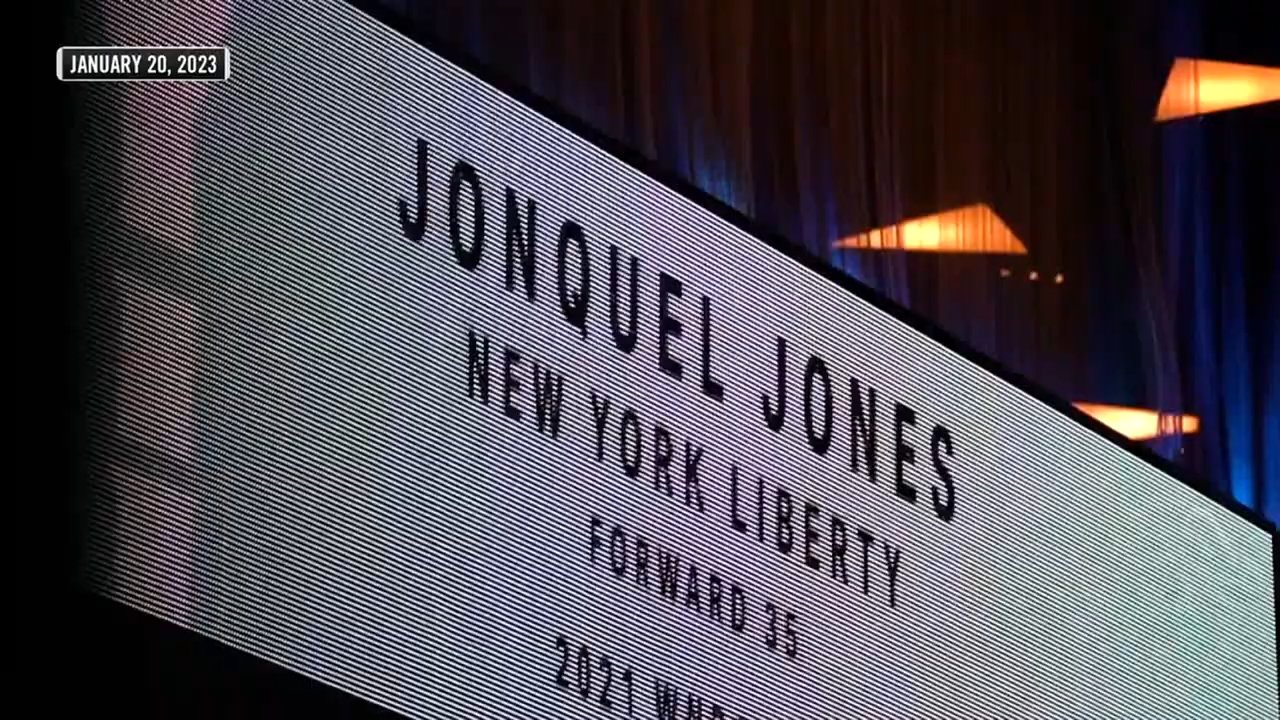 JANUARY 20, 2023
JONQUEL JONES
NEW YORK LIBERTY
FORWARD 35
2021